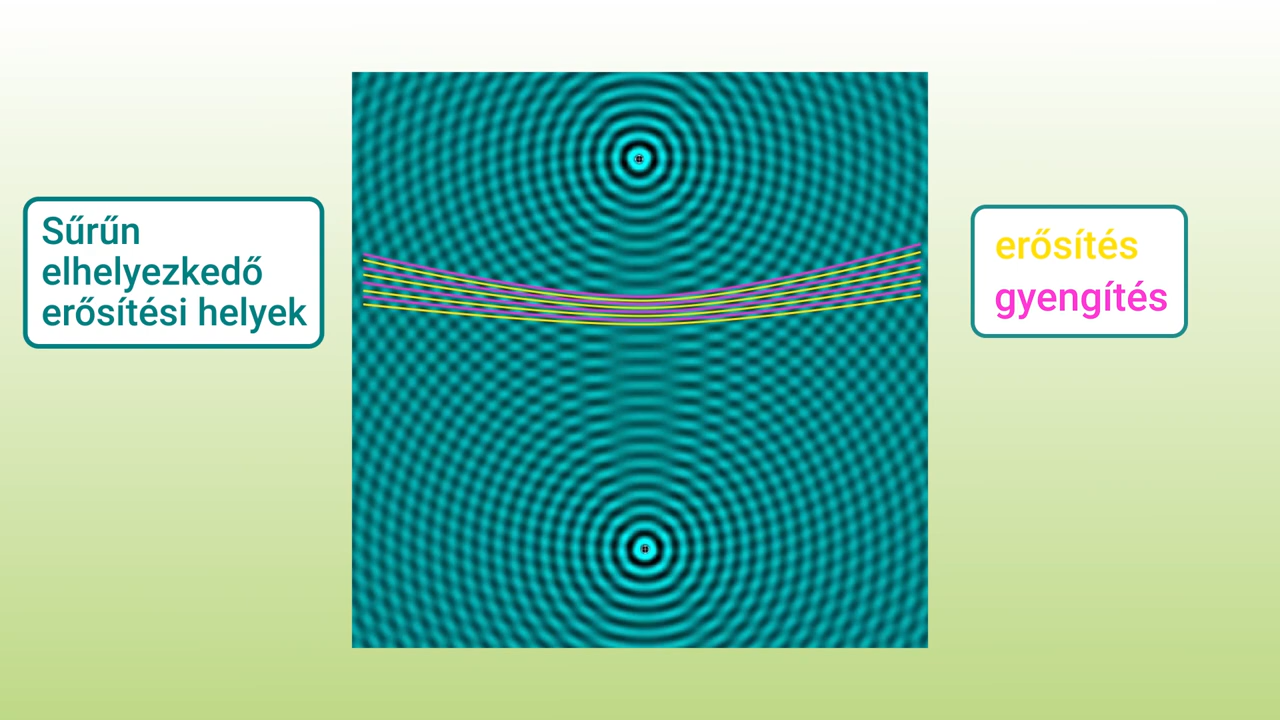 Sűrűn
elhelyezkedő
erősítési helyek
erősítés
gyengítés